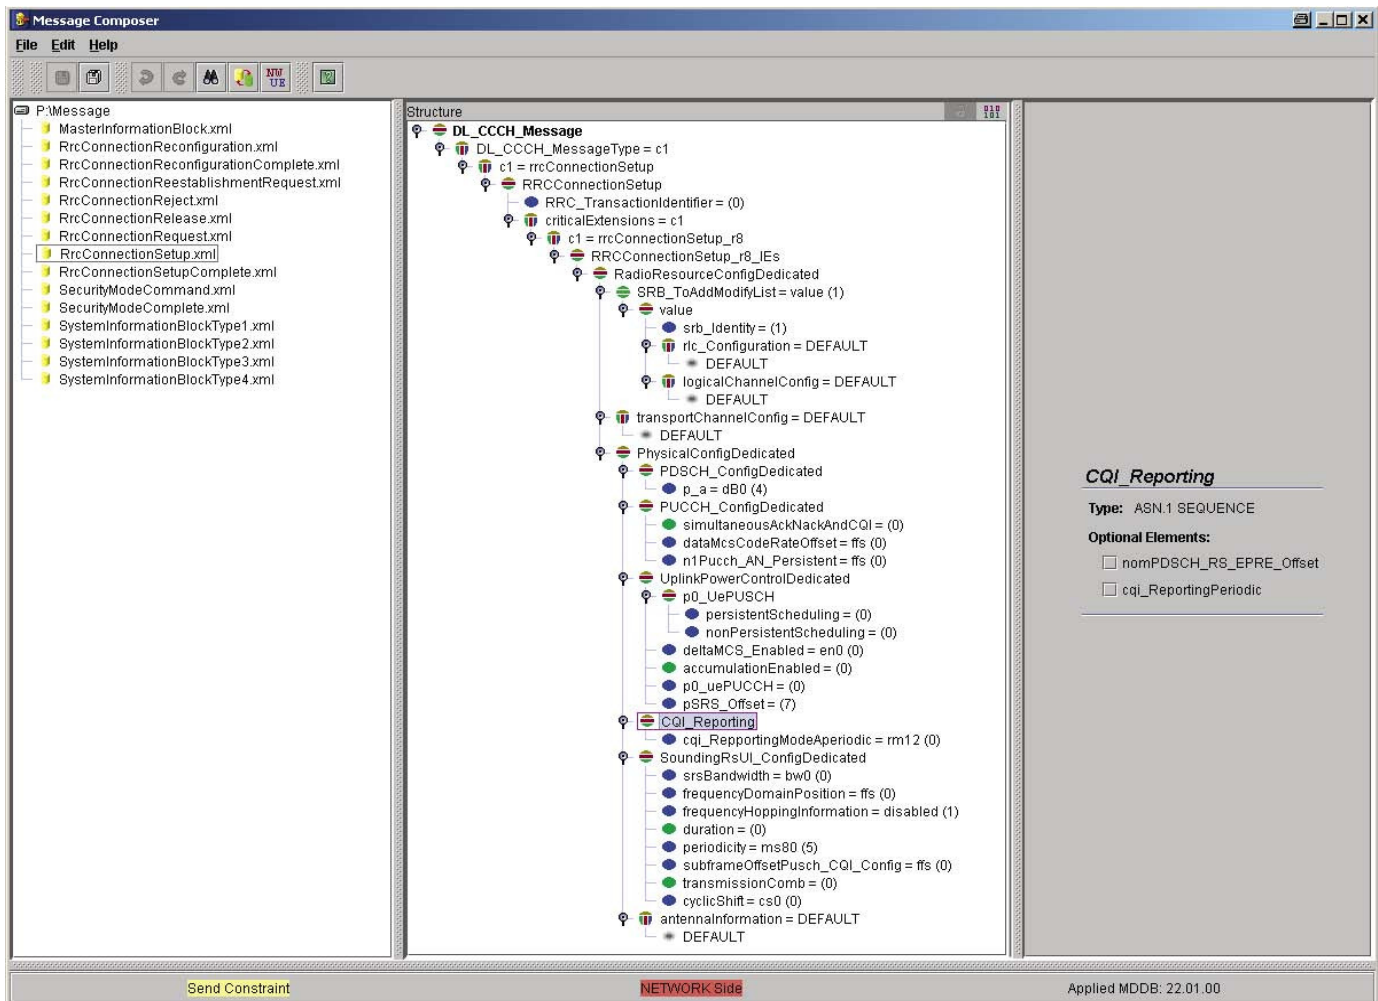 Message Composer
File Edit Help
NW
UE
P:\Message
MasterInformationBlock.xml
RrcConnectionReconfiguration.xml
RrcConnectionReconfigurationComplete.xml
RrcConnectionReestablishmentRequest.xml
RrcConnectionReject.xml
RrcConnectionRelease.xml
RrcConnectionRequest.xml
RrcConnectionSetup.xml
RrcConnectionSetupComplete.xml
SecurityModeCommand.xml
SecurityModeComplete.xml
SystemInformationBlockType1.xml
SystemInformationBlockType2.xml
SystemInformationBlockType3.xml
SystemInformationBlockType4.xml
Structure
010
101
DL_CCCH_Message
DL_CCCH_MessageType = c1
c1 = rrcConnectionSetup
RRCConnectionSetup
RRC_TransactionIdentifier = (0)
criticalExtensions = c1
c1 = rrcConnectionSetup_r8
RRCConnectionSetup_r8_IEs
RadioResourceConfigDedicated
SRB_ToAddModifyList = value (1)
value
srb_Identity = (1)
rlc_Configuration = DEFAULT
DEFAULT
logicalChannelConfig = DEFAULT
DEFAULT
transportChannelConfig = DEFAULT
DEFAULT
PhysicalConfigDedicated
PDSCH_ConfigDedicated
p_a = dB0 (4)
PUCCH_ConfigDedicated
simultaneousAckNackAndCQI = (0)
dataMcsCodeRateOffset = ffs (0)
n1Pucch_AN_Persistent = ffs (0)
UplinkPowerControlDedicated
p0_UePUSCH
persistentScheduling = (0)
nonPersistentScheduling = (0)
deltaMCS_Enabled = en0 (0)
accumulationEnabled = (0)
p0_uePUCCH = (0)
pSRS_Offset = (7)
CQI_Reporting
cqi_RepportingModeAperiodic = rm12 (0)
SoundingRsUl_ConfigDedicated
srsBandwidth = bw0 (0)
frequencyDomainPosition = ffs (0)
frequencyHoppingInformation = disabled (1)
duration = (0)
periodicity = ms80 (5)
subframeOffsetPusch_CQI_Config = ffs (0)
transmissionComb = (0)
cyclicShift = cs0 (0)
antennaInformation = DEFAULT
DEFAULT
CQI_Reporting
Type: ASN.1 SEQUENCE
Optional Elements:
nomPDSCH_RS_EPRE_Offset
cqi_ReportingPeriodic
Send Constraint
NETWORK Side
Applied MDDB: 22.01.00